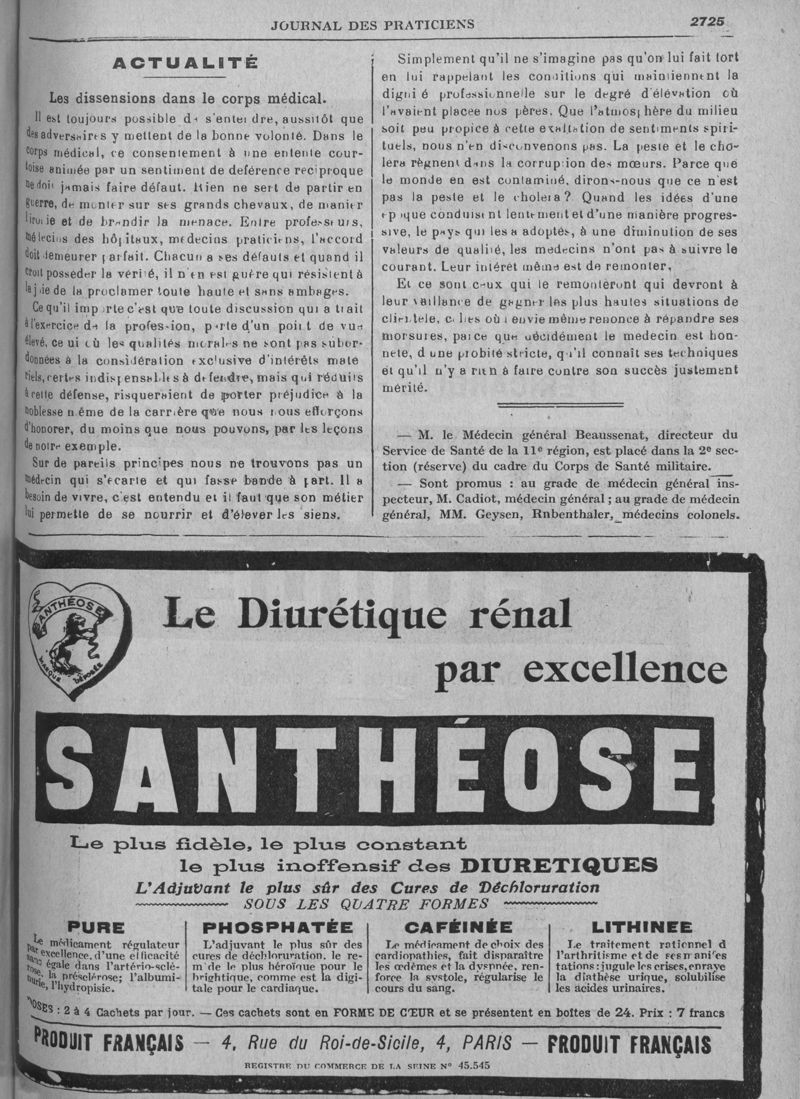 JOURNAL DES PRATICIENS
2725
ACTUALITÉ
Les dissensions dans le corps médical.
Il est toujours possible de s'entendre, aussitôt que
des adversaires y mettent de la bonne volonté. Dans le
corps médical, ce consentement à une entente cour-
toise animée par un sentiment de deférence reciproque
ne doit jamais faire défaut. Rien ne sert de partir en
guerre, de monter sur ses grands chevaux, de manier
l'ironie et de brandir la menace. Entre professeurs,
médecins des hôpitaux, médecins praticiens, l'accord
doit demeurer parfait. Chacun a ses défauts et quand il
croit posséder la vérité, il n'en est guère qui résistent à
la joie de la proclamer toute haute et sans ambages.
Ce qu'il importe c'est que toute discussion qui a trait
à l'exercice de la profession, porte d'un point de vue
élevé, celui où les qualités morales ne sont pas subor-
données à la considération exclusive d'intérêts maté
riels, certes indispensables à défendre, mais qui réduits
à cette défense, risqueraient de porter préjudice à la
noblesse même de la carrière que nous nous efforçons
d'honorer, du moins que nous pouvons, par les leçons
de notre exemple.
Sur de pareils principes nous ne trouvons pas un
médecin qui s'écarte et qui fasse bande à part. Il a
besoin de vivre, c'est entendu et il faut que son métier
lui permette de se nourrir et d'élever les siens.
Simplement qu'il ne s'imagine pas qu'on lui fait tort
en lui rappelant les conditions qui maintiennent la
dignité professionnelle sur le degré d'élévation où
l'avaient placee nos pères. Que l'atmosphère du milieu
soit peu propice à cette exaltation de sentiments spiri-
tuels, nous n'en disconvenons pas. La peste et le cho-
lera règnent dans la corruption des mœurs. Parce que
le monde en est contaminé, dirons-nous que ce n'est
pas la peste et le cholera ? Quand les idées d'une
époque conduisent lentement et d'une manière progres-
sive, le pays qui les a adoptés, à une diminution de ses
valeurs de qualité, les medecins n'ont pas à suivre le
courant. Leur intérêt même est de remonter,
Et ce sont ceux qui le remonteront qui devront à
leur vaillance de gagner les plus hautes situations de
clientele, celles où l'envie même renonce à répandre ses
morsures, parce que décidément le medecin est hon-
nete, d'une probité stricte, qu'il connaît ses techniques
et qu'il n'y a rien à faire contre son succès justement
mérité.
— M. le Médecin général Beaussenat, directeur du
Service de Santé de la 11e région, est placé dans la 2e sec-
tion (réserve) du cadre du Corps de Santé militaire.
— Sont promus : au grade de médecin général ins-
pecteur, M. Cadiot, médecin général ; au grade de médecin
général, MM. Geysen, Rnbenthaler, médecins colonels.
SANTHÉOSE
MARQUE DÉPOSÉE
Le Diurétique rénal
par excellence
SANTHÉOSE
Le plus fidèle, le plus constant
le plus inoffensif des DIURETIQUES
L'Adjuvant le plus sûr des Cures de Déchloruration
SOUS LES QUATRE FORMES
PURE
Le médicament régulateur
par excellence, d'une efficacité
sans égale dans l'artério-sclé-
rose, la présclérose; l'albumi-
nurie, l'hydropisie.
PHOSPHATÉE
L'adjuvant le plus sûr des
cures de déchloruration. le re-
mède le plus héroïque pour le
brightique, comme est la digi-
tale pour le cardiaque.
CAFÉINÉE
Le médicament de choix des
cardiopathies, fait disparaître
les œdèmes et la dyspnée, ren-
force la systole, régularise le
cours du sang.
LITHINEE
Le traitement rationnel d
l'arthritisme et de ses manifes
tations : jugule les crises, enraye
la diathèse urique, solubilise
les acides urinaires.
DOSES : 2 à 4 Cachets par jour. — Ces cachets sont en FORME DE CŒUR et se présentent en boîtes de 24. Prix : 7 francs
PRODUIT FRANÇAIS — 4, Rue du Roi-de-Sicile, 4, PARIS — PRODUIT FRANÇAIS
REGISTRE DU COMMERCE DE LA SEINE N° 45.545